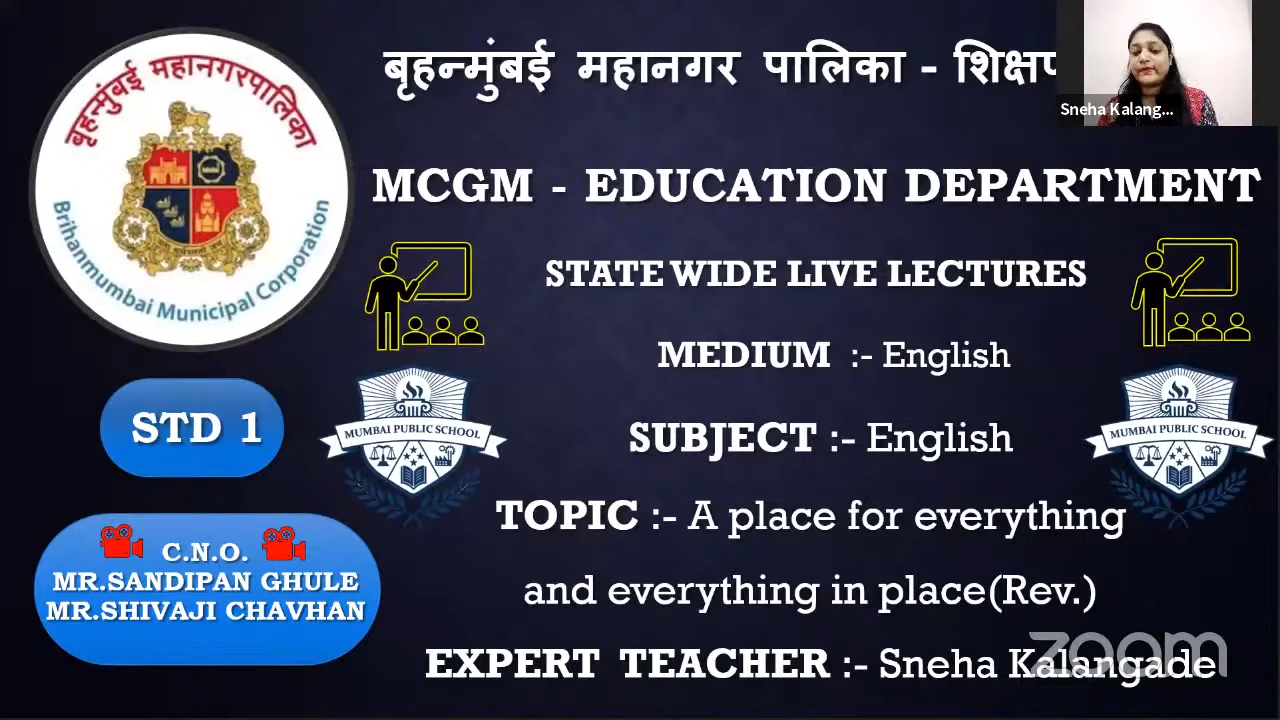 बृहन्मुंबई महानगरपालिका
Brihanmumbai Municipal Corporation
बृहन्मुंबई महानगर पालिका -
Sneha Kalang...
MCGM - EDUCATION DEPARTMENT
STATE WIDE LIVE LECTURES
MEDIUM :- English
STD 1
MUMBAI PUBLIC SCHOOL
SUBJECT :- English
MUMBAI PUBLIC SCHOOL
TOPIC :- A place for everything
and everything in place(Rev.)
C.N.O.
MR.SANDIPAN GHULE
MR.SHIVAJI CHAVHAN
EXPERT TEACHER :- Sneha Kalangade
zoom